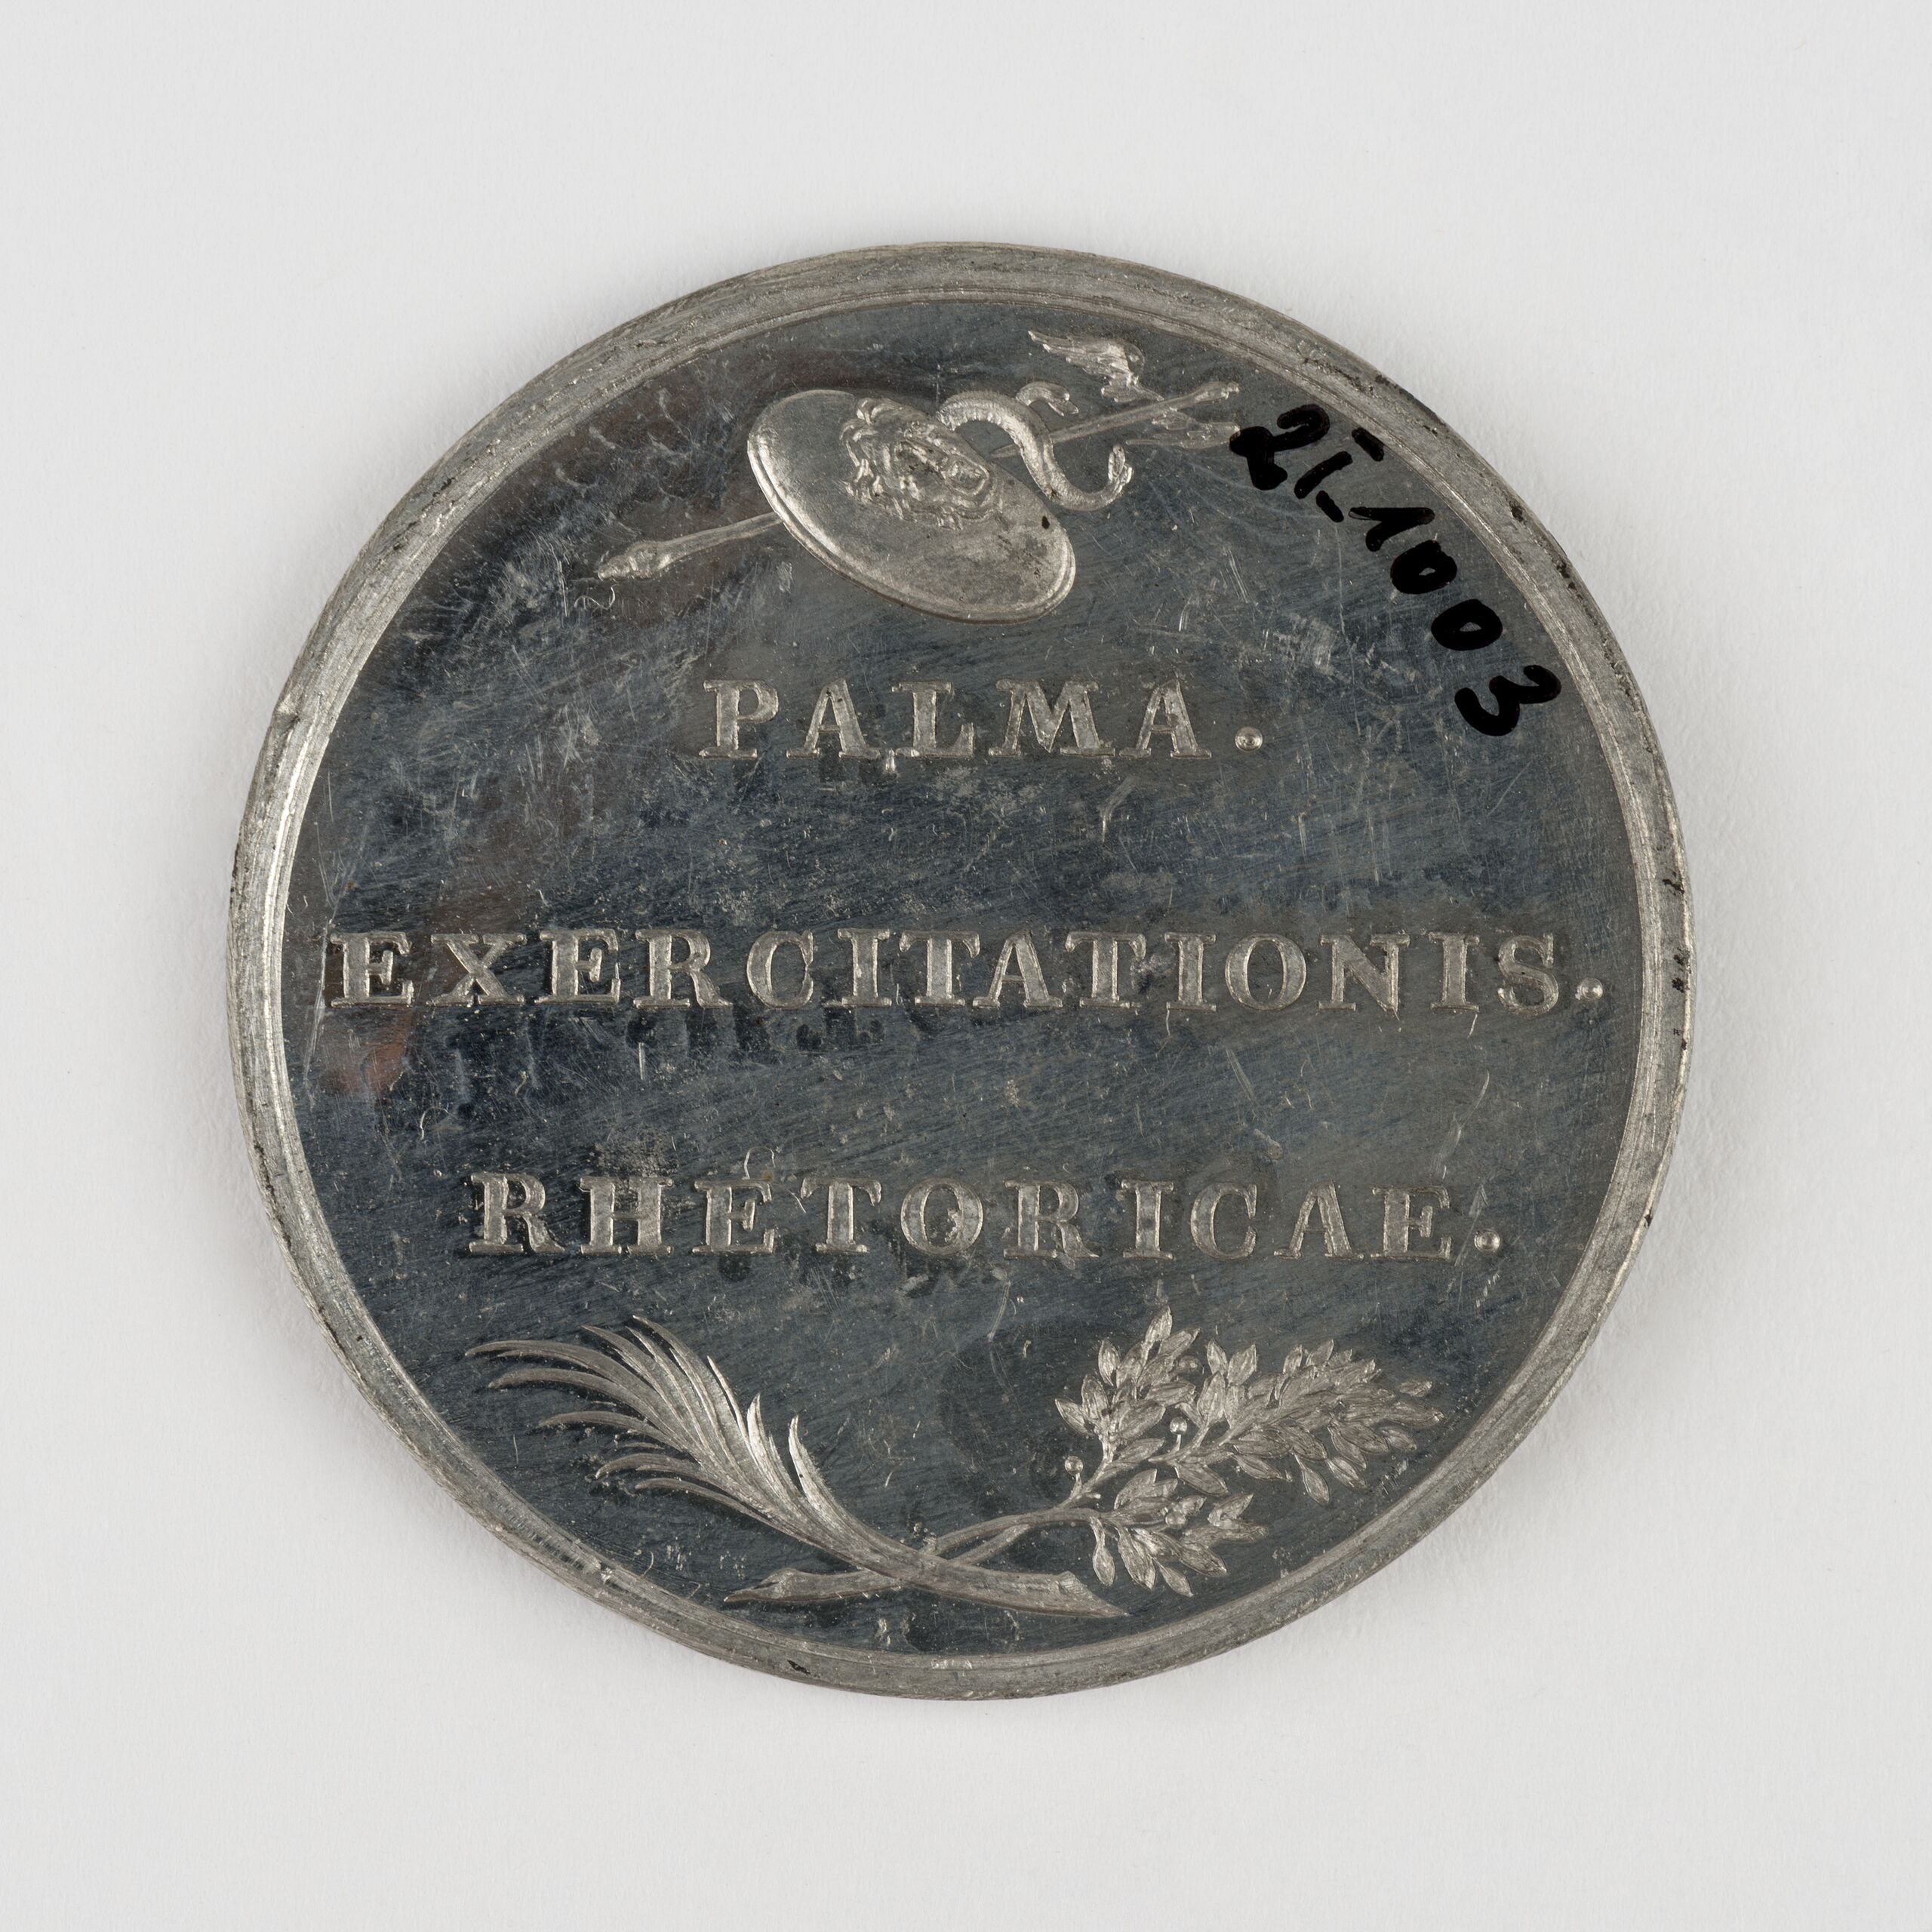 PALMA.
EXERCITATIONIS.
RHETORICAE.
21-1003